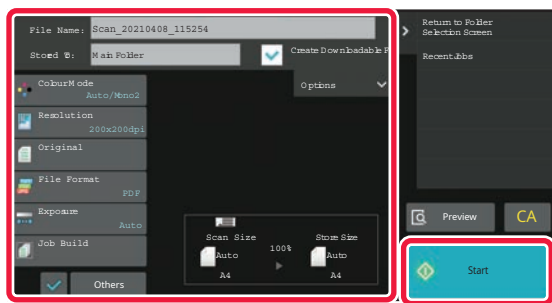 File Name: Scan_20210408_115254
Stored To: Main Folder
Create Downloadable P
Options
Colour Mode
Auto/Mono2
Resolution
200x200dpi
Original
File Format
PDF
Exposure
Auto
Job Build
Others
Scan Size
Auto
A4
100%
Store Size
Auto
A4
Return to Folder
Selection Screen
Recent Jobs
Preview
CA
Start